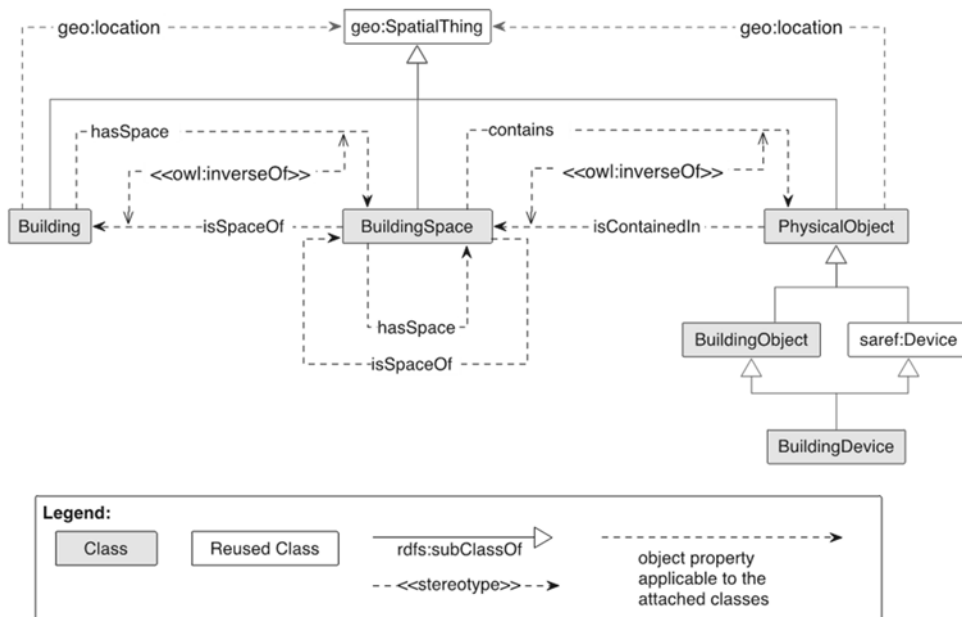 geo:location
geo:SpatialThing
geo:location
hasSpace
contains
<<owl:inverseOf>>
<<owl:inverseOf>>
Building
isSpaceOf
BuildingSpace
isContainedIn
PhysicalObject
hasSpace
isSpaceOf
BuildingObject
saref:Device
BuildingDevice
Legend:
Class
Reused Class
rdfs:subClassOf
<<stereotype>>
object property
applicable to the
attached classes